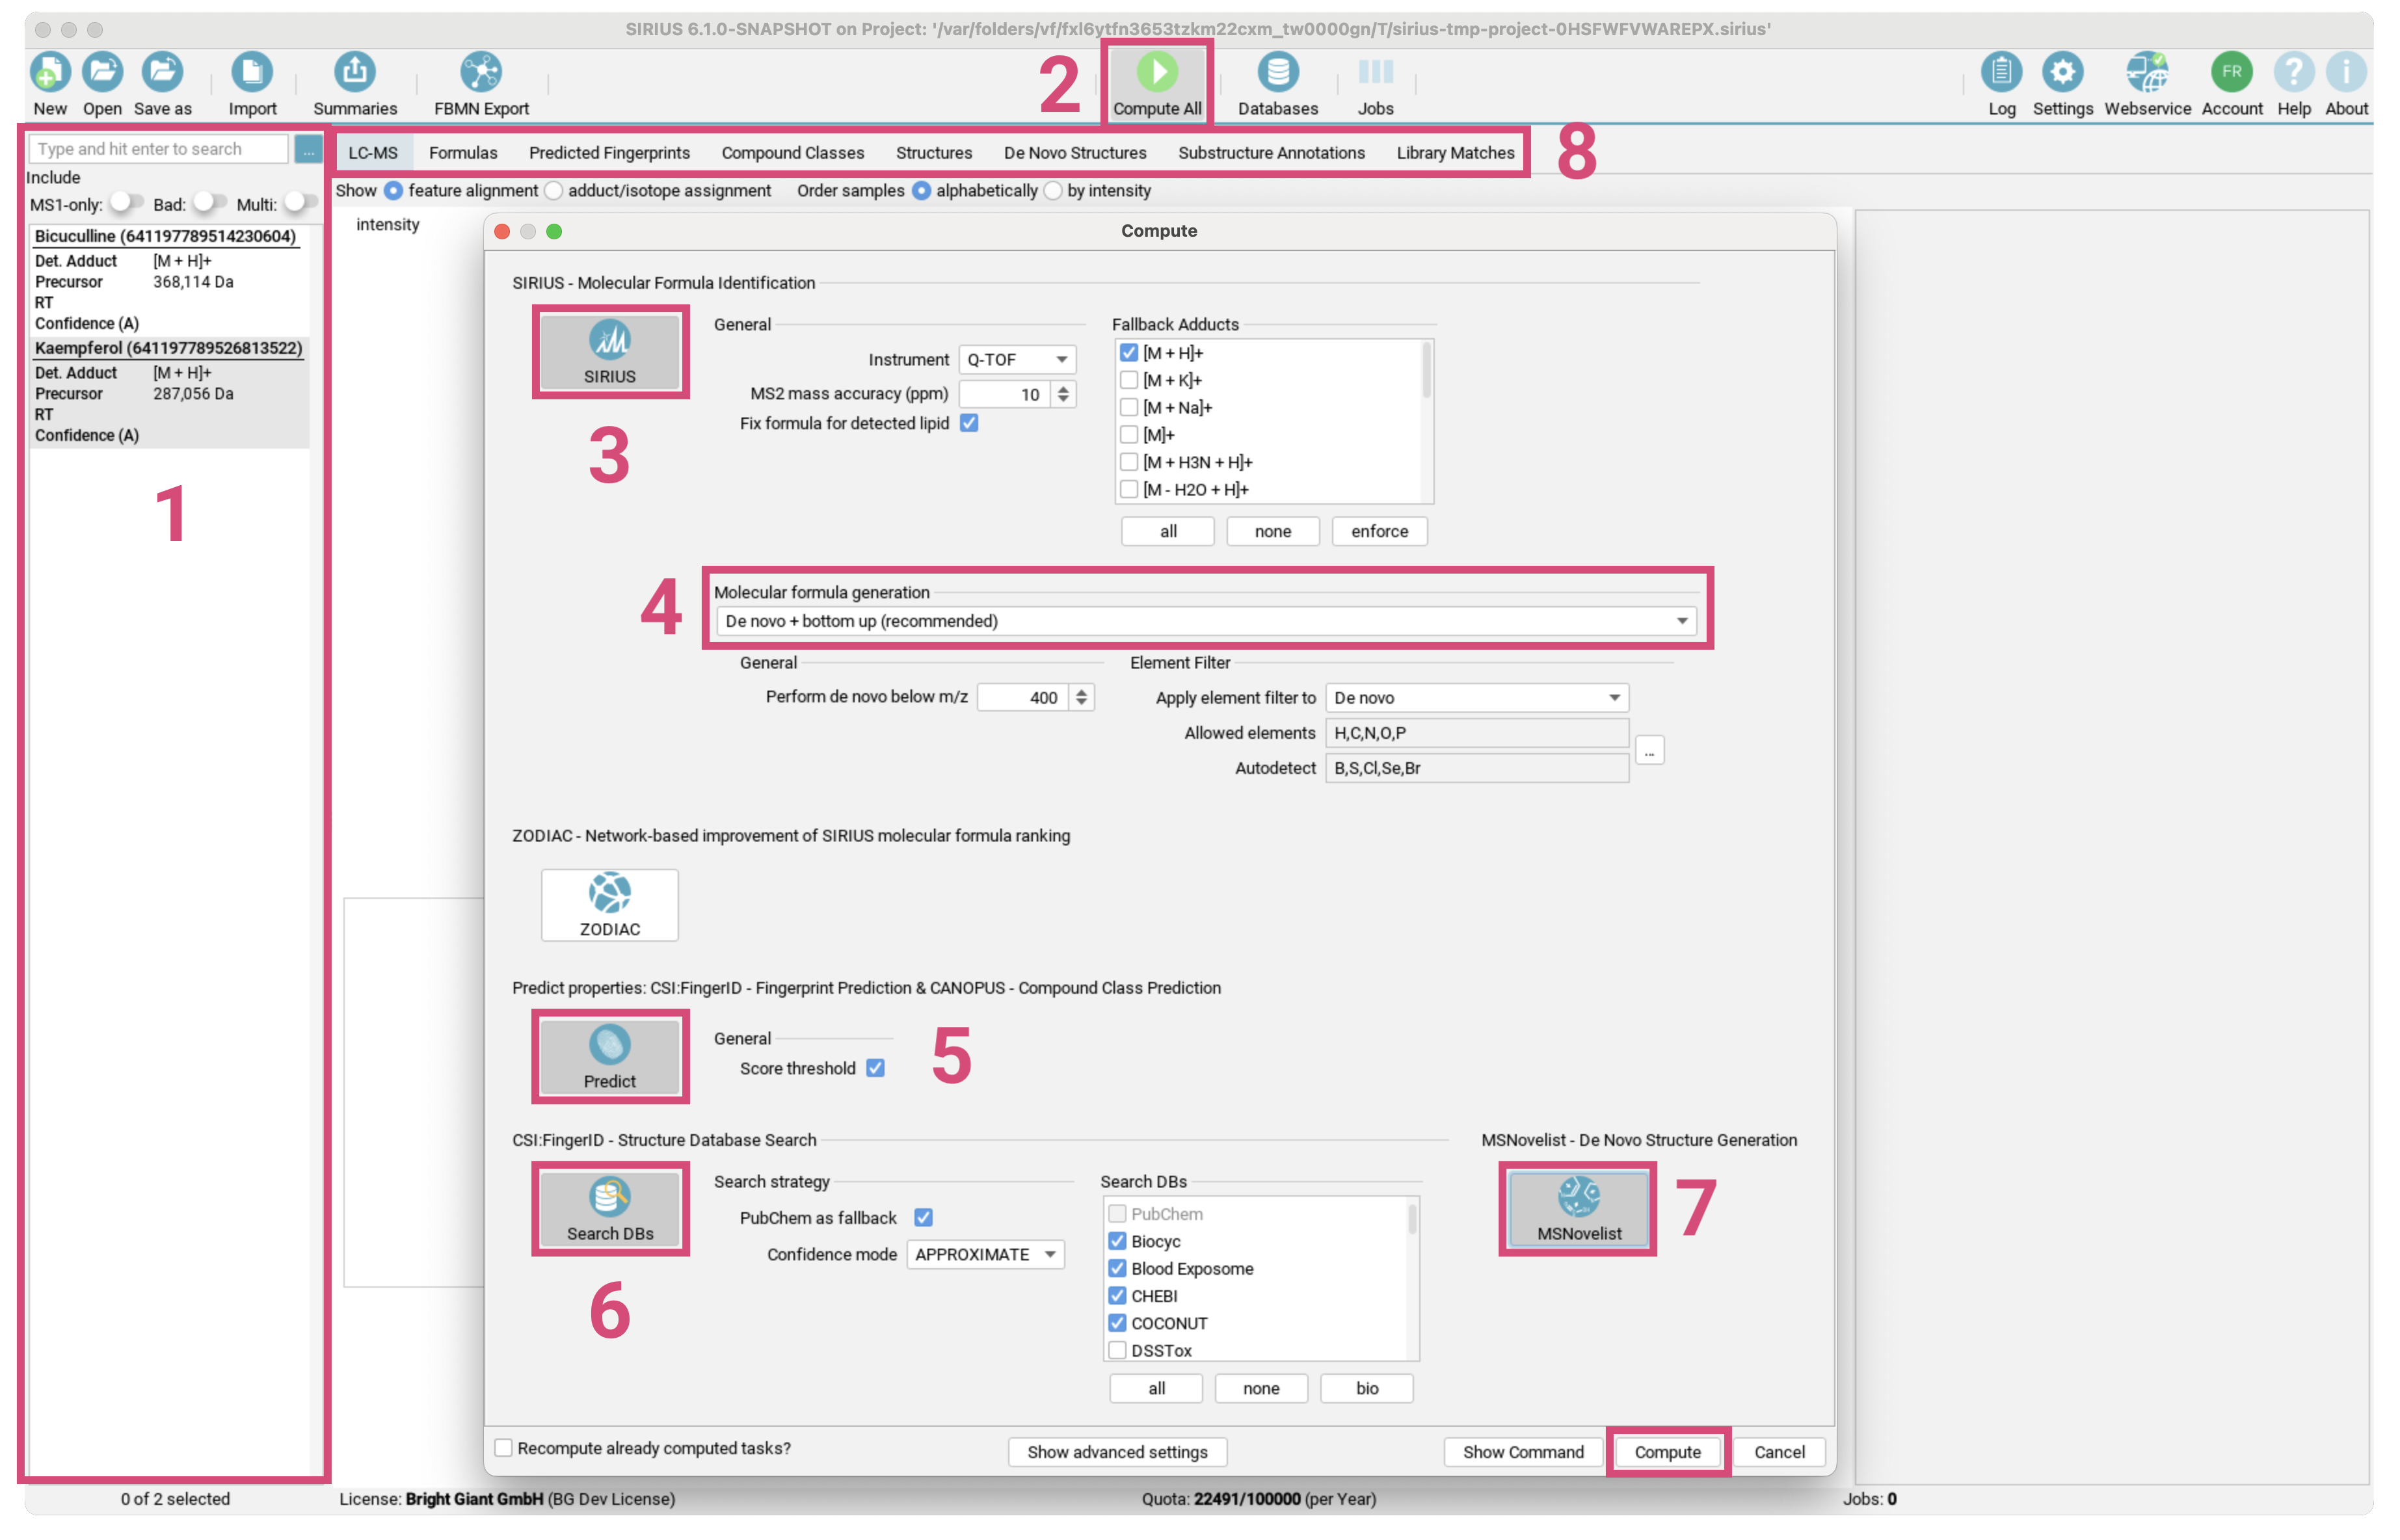 SIRIUS 6.1.0-SNAPSHOT on Project: '/var/folders/vf/fxl6ytfn3653tzkm22cxm_tw0000gn/T/sirius-tmp-project-0HSFWFVWAREPX.sirius'
New Open Save as Import Summaries FBMN Export 2 Compute All Databases Jobs Log Settings Webservice FR Account ? Help i About
Type and hit enter to search ...
LC-MS Formulas Predicted Fingerprints Compound Classes Structures De Novo Structures Substructure Annotations Library Matches 8
Include
MS1-only: Bad: Multi:
Show feature alignment adduct/isotope assignment Order samples alphabetically by intensity
intensity
Bicuculline (641197789514230604)
Det. Adduct [M + H]+
Precursor 368,114 Da
RT
Confidence (A)
Kaempferol (641197789526813522)
Det. Adduct [M + H]+
Precursor 287,056 Da
RT
Confidence (A)
1
Compute
SIRIUS - Molecular Formula Identification
SIRIUS
3
General
Instrument Q-TOF
MS2 mass accuracy (ppm) 10
Fix formula for detected lipid
Fallback Adducts
[M + H]+
[M + K]+
[M + Na]+
[M]+
[M + H3N + H]+
[M - H2O + H]+
all none enforce
4
Molecular formula generation
De novo + bottom up (recommended)
General
Perform de novo below m/z 400
Element Filter
Apply element filter to De novo
Allowed elements H,C,N,O,P
...
Autodetect B,S,Cl,Se,Br
ZODIAC - Network-based improvement of SIRIUS molecular formula ranking
ZODIAC
Predict properties: CSI:FingerID - Fingerprint Prediction & CANOPUS - Compound Class Prediction
Predict
General
Score threshold
5
CSI:FingerID - Structure Database Search
Search DBs
6
Search strategy
PubChem as fallback
Confidence mode APPROXIMATE
Search DBs
PubChem
Biocyc
Blood Exposome
CHEBI
COCONUT
DSSTox
all none bio
MSNovelist - De Novo Structure Generation
MSNovelist
7
Recompute already computed tasks? Show advanced settings Show Command Compute Cancel
0 of 2 selected License: Bright Giant GmbH (BG Dev License) Quota: 22491/100000 (per Year) Jobs: 0